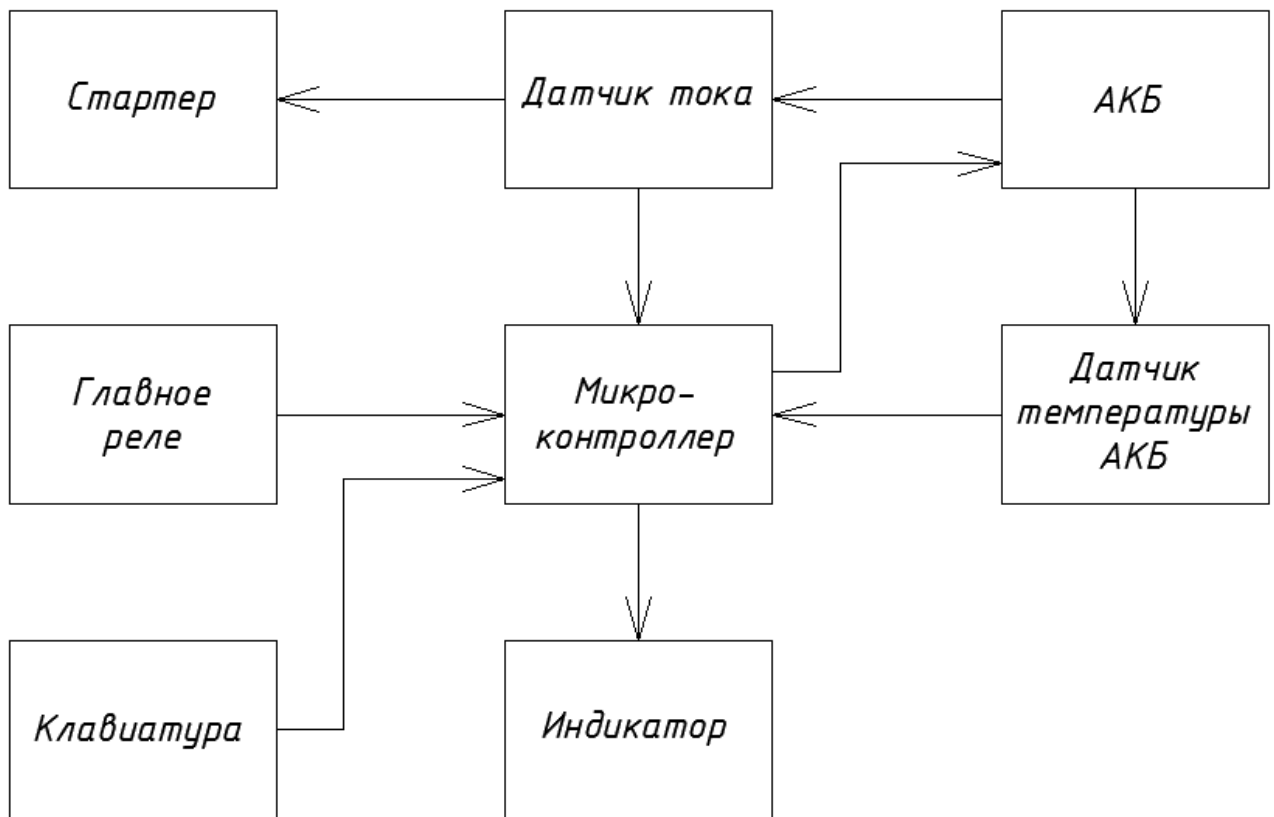 Стартер
Датчик тока
АКБ
Главное
реле
Микро-
контроллер
Датчик
температуры
АКБ
Клавиатура
Индикатор